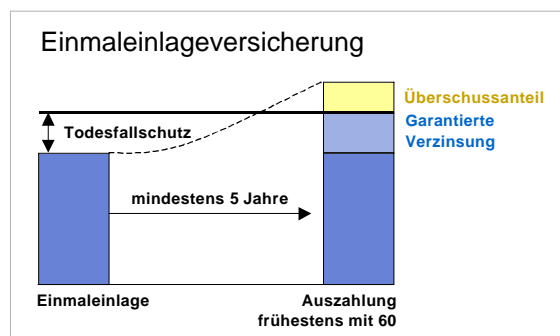 Einmaleinlageversicherung
Überschussanteil
Garantierte
Verzinsung
Todesfallschutz
mindestens 5 Jahre
Einmaleinlage
Auszahlung
frühestens mit 60